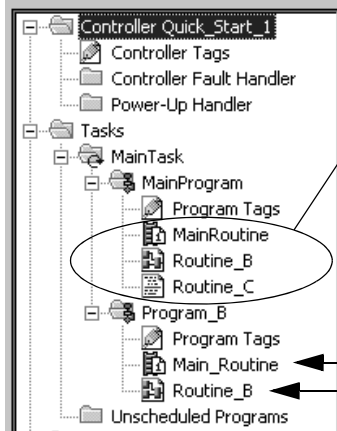 Controller Quick_Start_1
Controller Tags
Controller Fault Handler
Power-Up Handler
Tasks
MainTask
MainProgram
Program Tags
MainRoutine
Routine_B
Routine_C
Program_B
Program Tags
Main_Routine
Routine_B
Unscheduled Programs